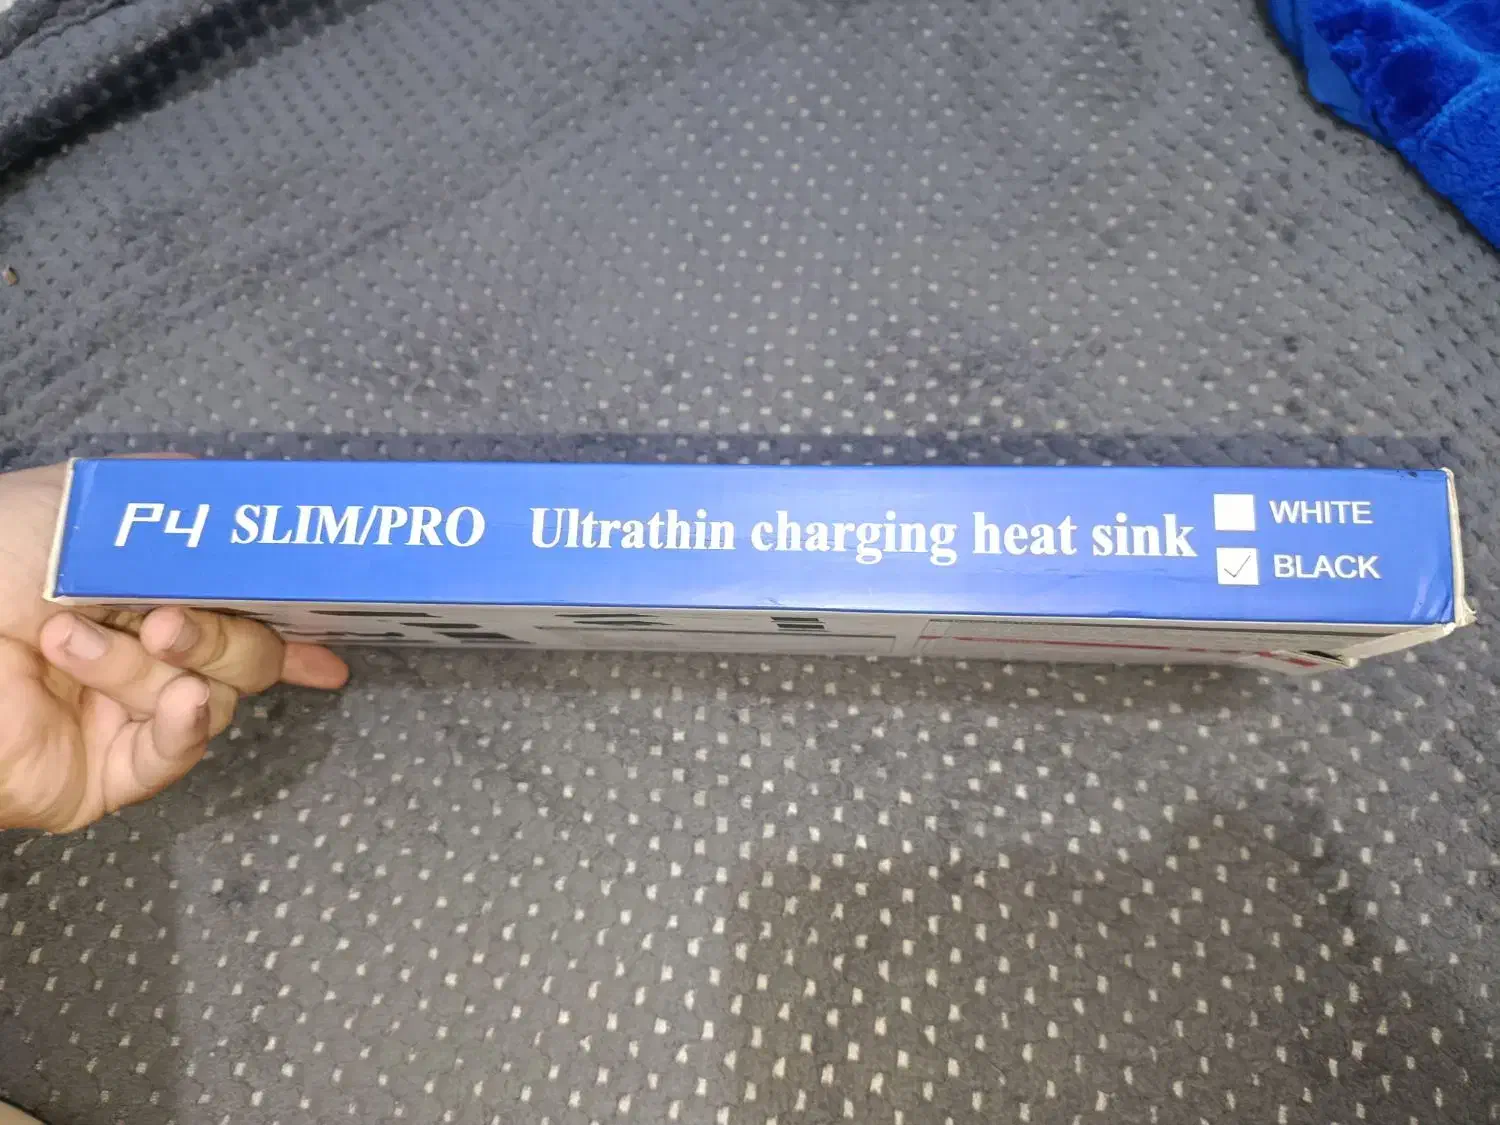 P4 SLIM/PRO Ultrathin charging heat sink
WHITE
BLACK